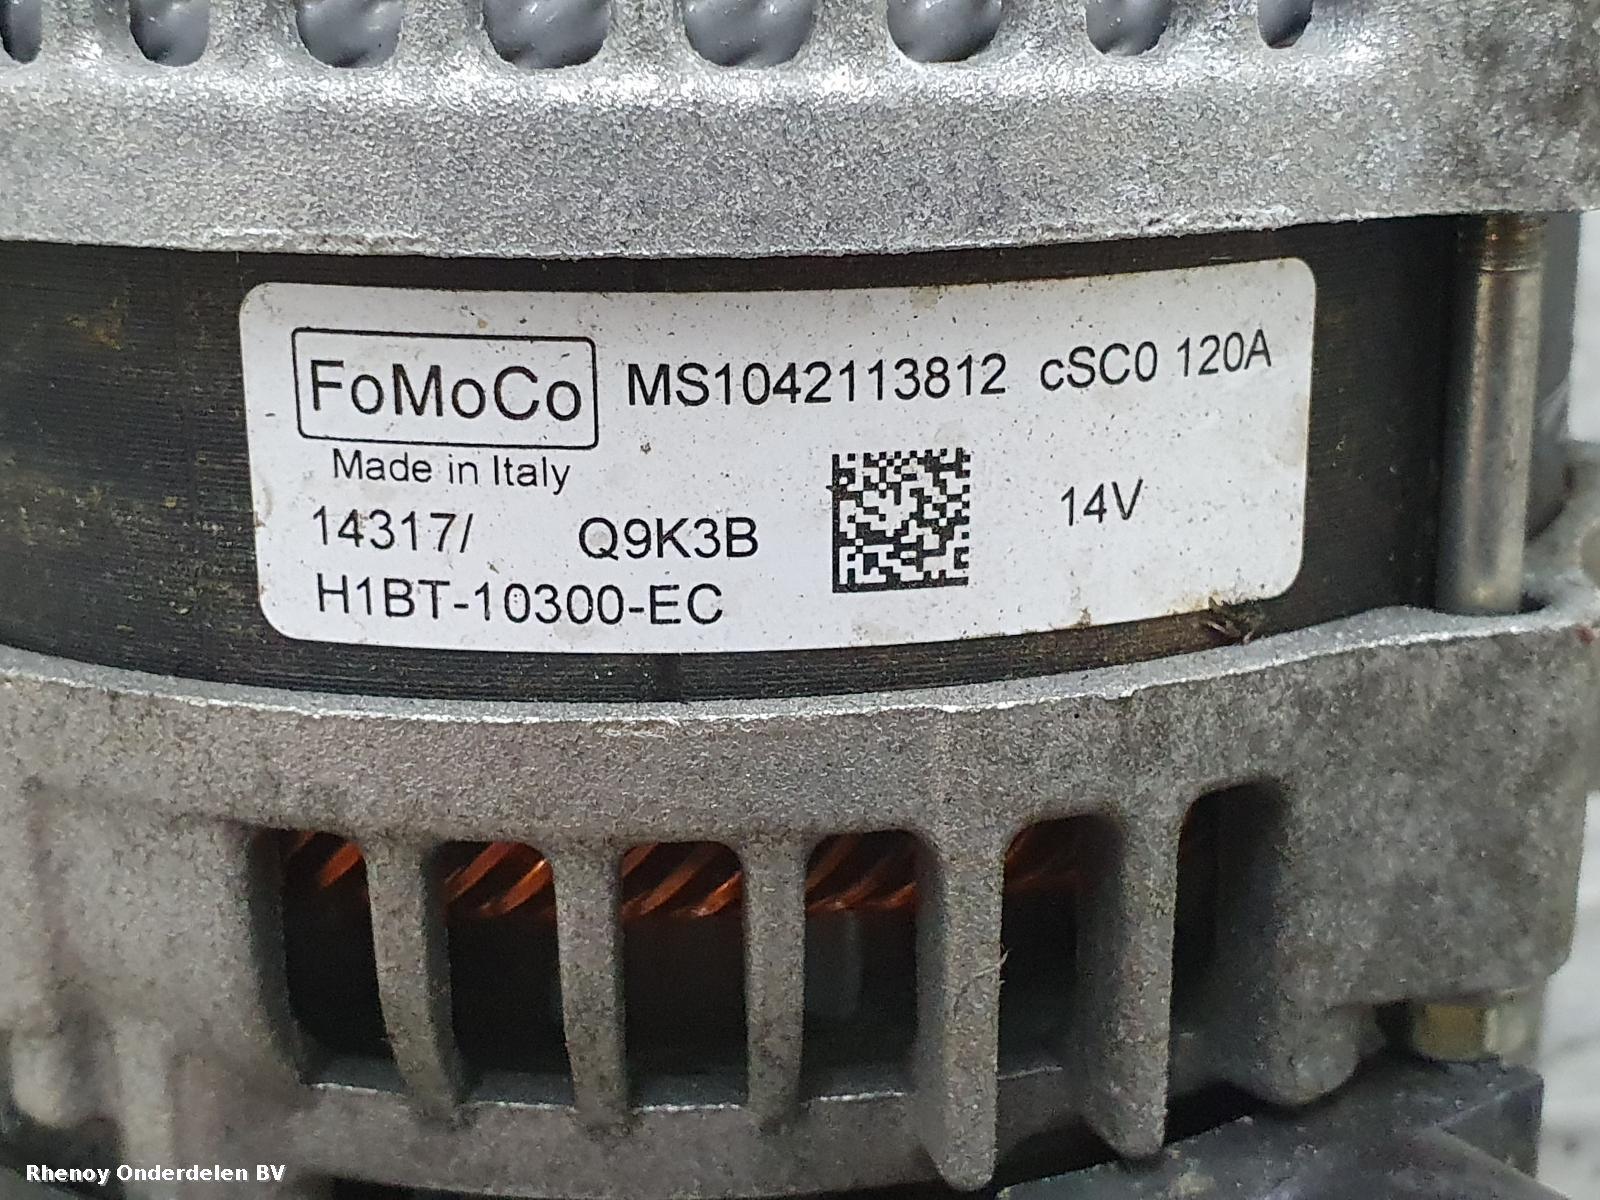 FoMoCo MS1042113812 cSC0 120A
Made in Italy
14317/ Q9K3B 14V
H1BT-10300-EC
Rhenoy Onderdelen BV